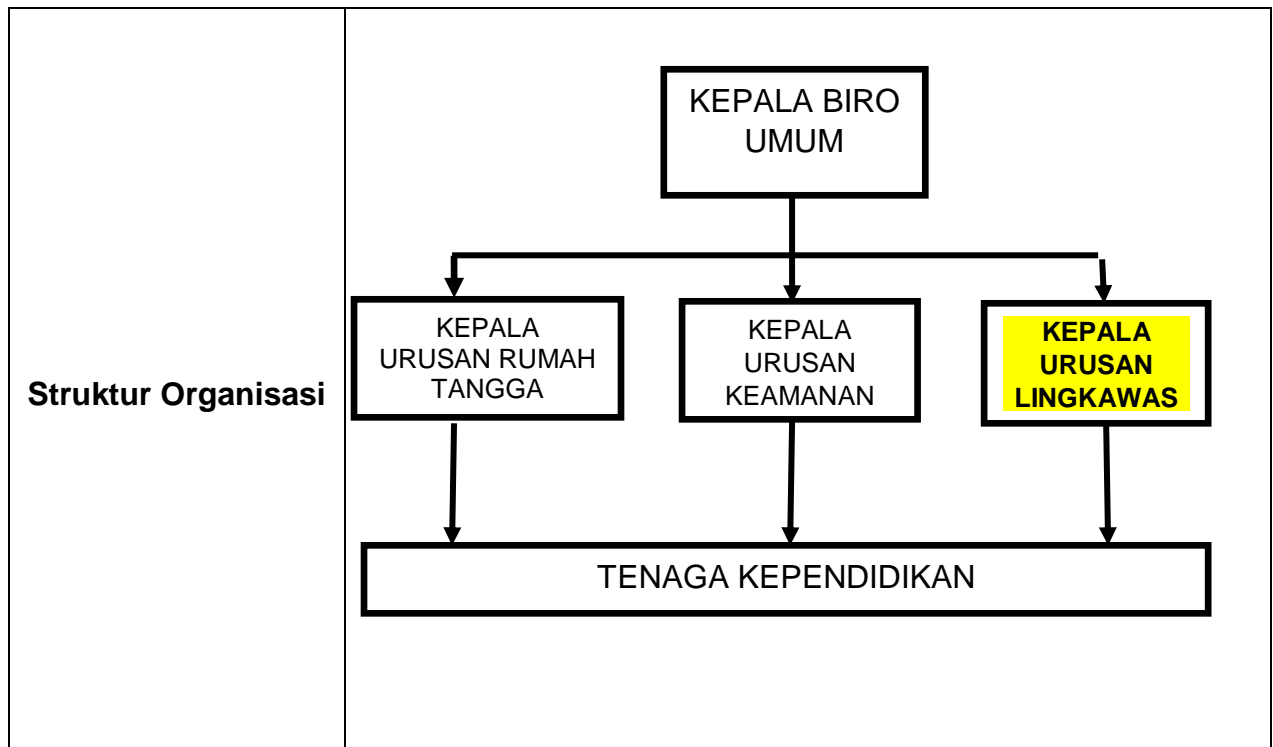 Struktur Organisasi
KEPALA BIRO
UMUM
KEPALA
URUSAN RUMAH
TANGGA
KEPALA
URUSAN
KEAMANAN
KEPALA
URUSAN
LINGKAWAS
TENAGA KEPENDIDIKAN